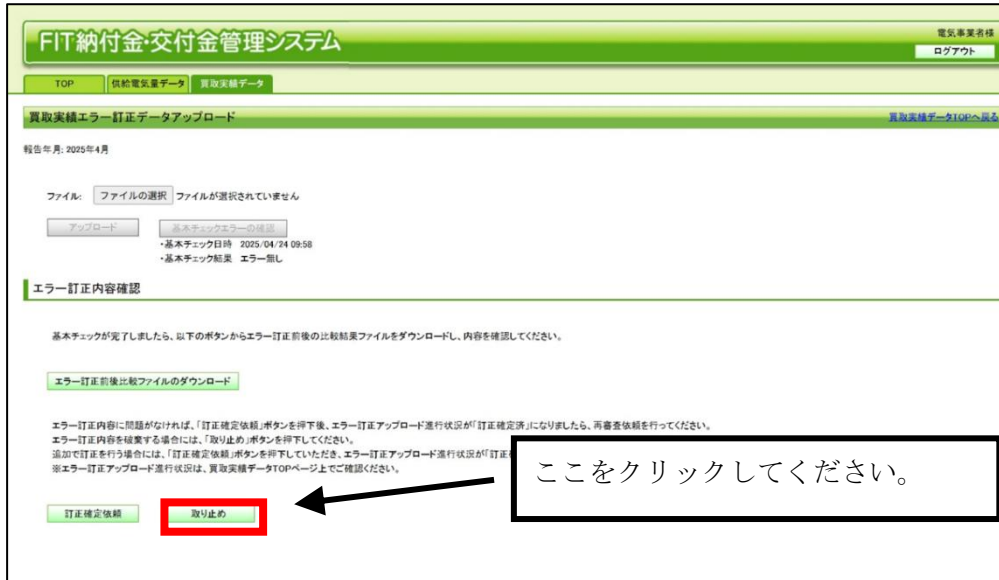 FIT納付金・交付金管理システム
電気事業者様
ログアウト
TOP 供給電気量データ 買取実績データ
買取実績エラー訂正データアップロード
買取実績データTOPへ戻る
報告年月: 2025年4月
ファイル: ファイルの選択 ファイルが選択されていません
アップロード 基本チェックエラーの確認
・基本チェック日時 2025/04/24 09:58
・基本チェック結果 エラー無し
エラー訂正内容確認
基本チェックが完了しましたら、以下のボタンからエラー訂正前後の比較結果ファイルをダウンロードし、内容を確認してください。
エラー訂正前後比較ファイルのダウンロード
エラー訂正内容に問題がなければ、「訂正確定依頼」ボタンを押下後、エラー訂正アップロード進行状況が「訂正確定済」になりましたら、再審査依頼を行ってください。
エラー訂正内容を破棄する場合には、「取り止め」ボタンを押下してください。
追加で訂正を行う場合には、「訂正確定依頼」ボタンを押下していただき、エラー訂正アップロード進行状況が「訂正
※エラー訂正アップロード進行状況は、買取実績データTOPページ上でご確認ください。
ここをクリックしてください。
訂正確定依頼 取り止め